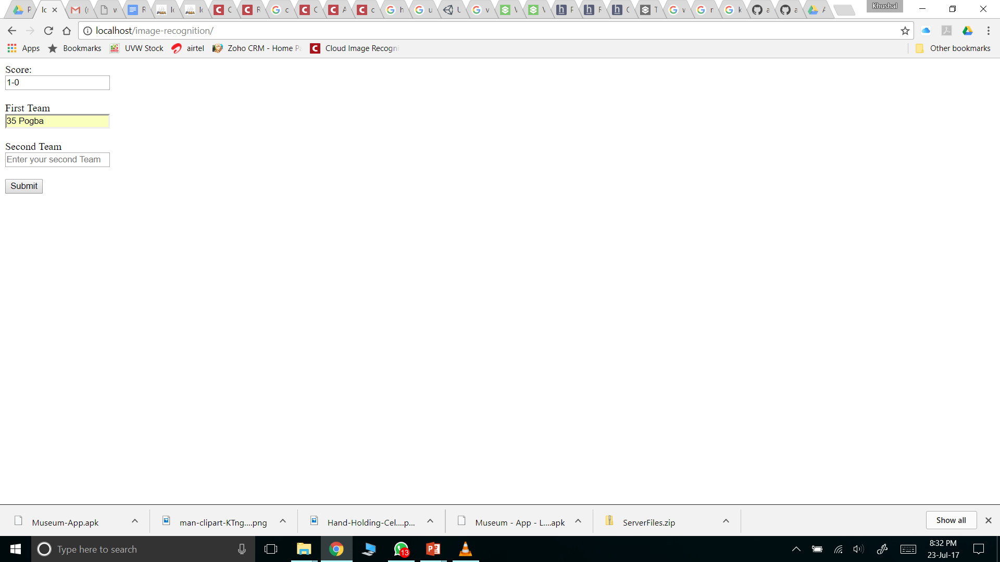 Khushal
localhost/image-recognition/
Apps Bookmarks UVW Stock airtel Zoho CRM - Home Cloud Image Recogni Other bookmarks
Score:
1-0
First Team
35 Pogba
Second Team
Enter your second Team
Submit
Museum-App.apk man-clipart-KTng....png Hand-Holding-Cel....p... Museum - App - L....apk ServerFiles.zip Show all
Type here to search 13 8:32 PM
23-Jul-17